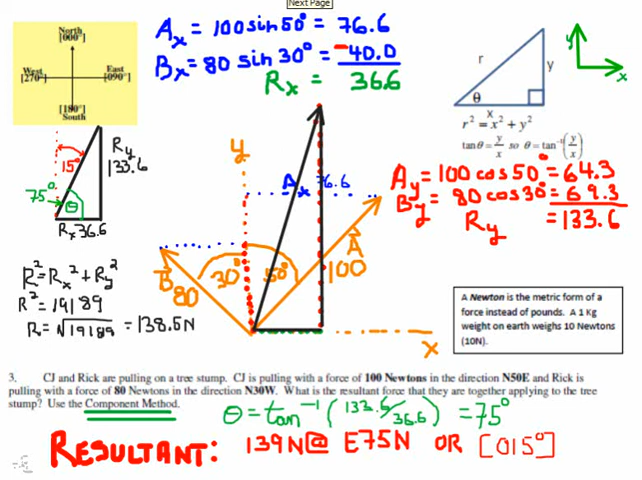 Next Page
North
[000°]
West
[270°]
East
[090°]
[180°]
South
Ax = 100 sin 50° = 76.6
Bx = 80 sin 30° = -40.0
Rx = 36.6
r
y
θ
x
r² = x² + y²
tanθ = y/x so θ = tan⁻¹(y/x)
y
x
15°
75°
θ
Ry
133.6
Rx 36.6
y
Ax 76.6
Ay = 100 cos 50° = 64.3
By = 80 cos 30° = 69.3
Ry = 133.6
B
80
30°
50°
A
100
x
R² = Rx² + Ry²
R² = 19189
R = √19189 = 138.5N
A Newton is the metric form of a
force instead of pounds. A 1 Kg
weight on earth weighs 10 Newtons
(10N).
3. CJ and Rick are pulling on a tree stump. CJ is pulling with a force of 100 Newtons in the direction N50E and Rick is
pulling with a force of 80 Newtons in the direction N30W. What is the resultant force that they are together applying to the tree
stump? Use the Component Method.
θ = tan⁻¹ (133.6/36.6) = 75°
RESULTANT: 139N@ E75N OR [015°]